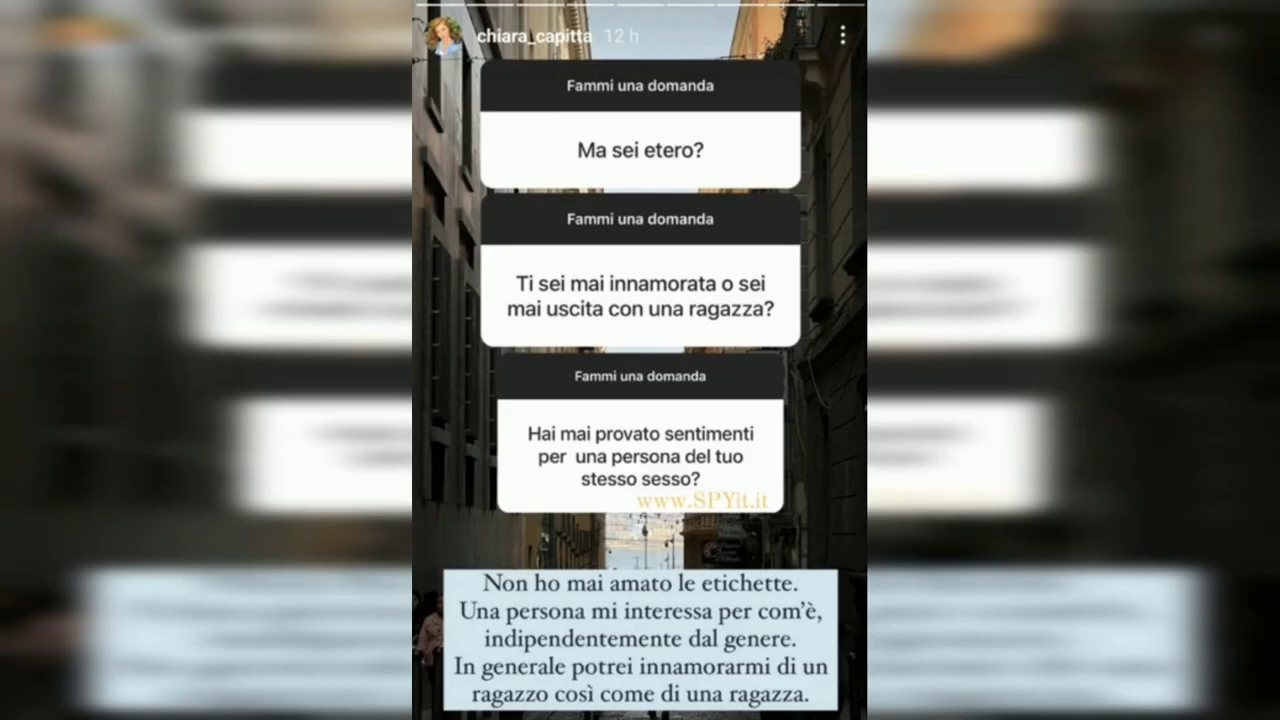 chiara_capitta 12 h
Fammi una domanda
Ma sei etero?
Fammi una domanda
Ti sei mai innamorata o sei
mai uscita con una ragazza?
Fammi una domanda
Hai mai provato sentimenti
per una persona del tuo
stesso sesso?
www.SPYit.it
Non ho mai amato le etichette.
Una persona mi interessa per com'è,
indipendentemente dal genere.
In generale potrei innamorarmi di un
ragazzo così come di una ragazza.